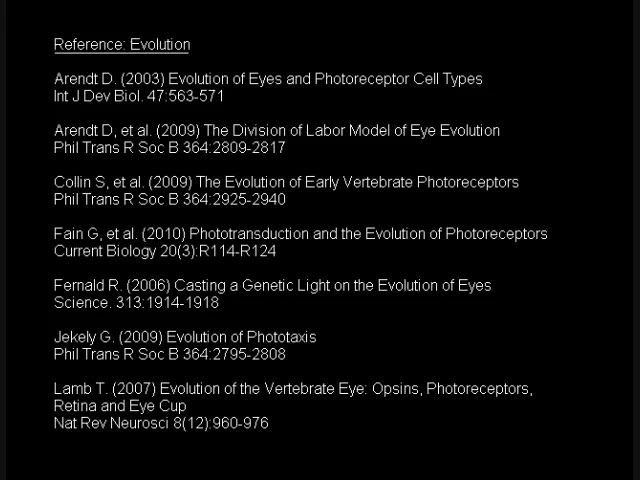 Reference: Evolution
Arendt D. (2003) Evolution of Eyes and Photoreceptor Cell Types
Int J Dev Biol. 47:563-571
Arendt D, et al. (2009) The Division of Labor Model of Eye Evolution
Phil Trans R Soc B 364:2809-2817
Collin S, et al. (2009) The Evolution of Early Vertebrate Photoreceptors
Phil Trans R Soc B 364:2925-2940
Fain G, et al. (2010) Phototransduction and the Evolution of Photoreceptors
Current Biology 20(3):R114-R124
Fernald R. (2006) Casting a Genetic Light on the Evolution of Eyes
Science. 313:1914-1918
Jekely G. (2009) Evolution of Phototaxis
Phil Trans R Soc B 364:2795-2808
Lamb T. (2007) Evolution of the Vertebrate Eye: Opsins, Photoreceptors,
Retina and Eye Cup
Nat Rev Neurosci 8(12):960-976